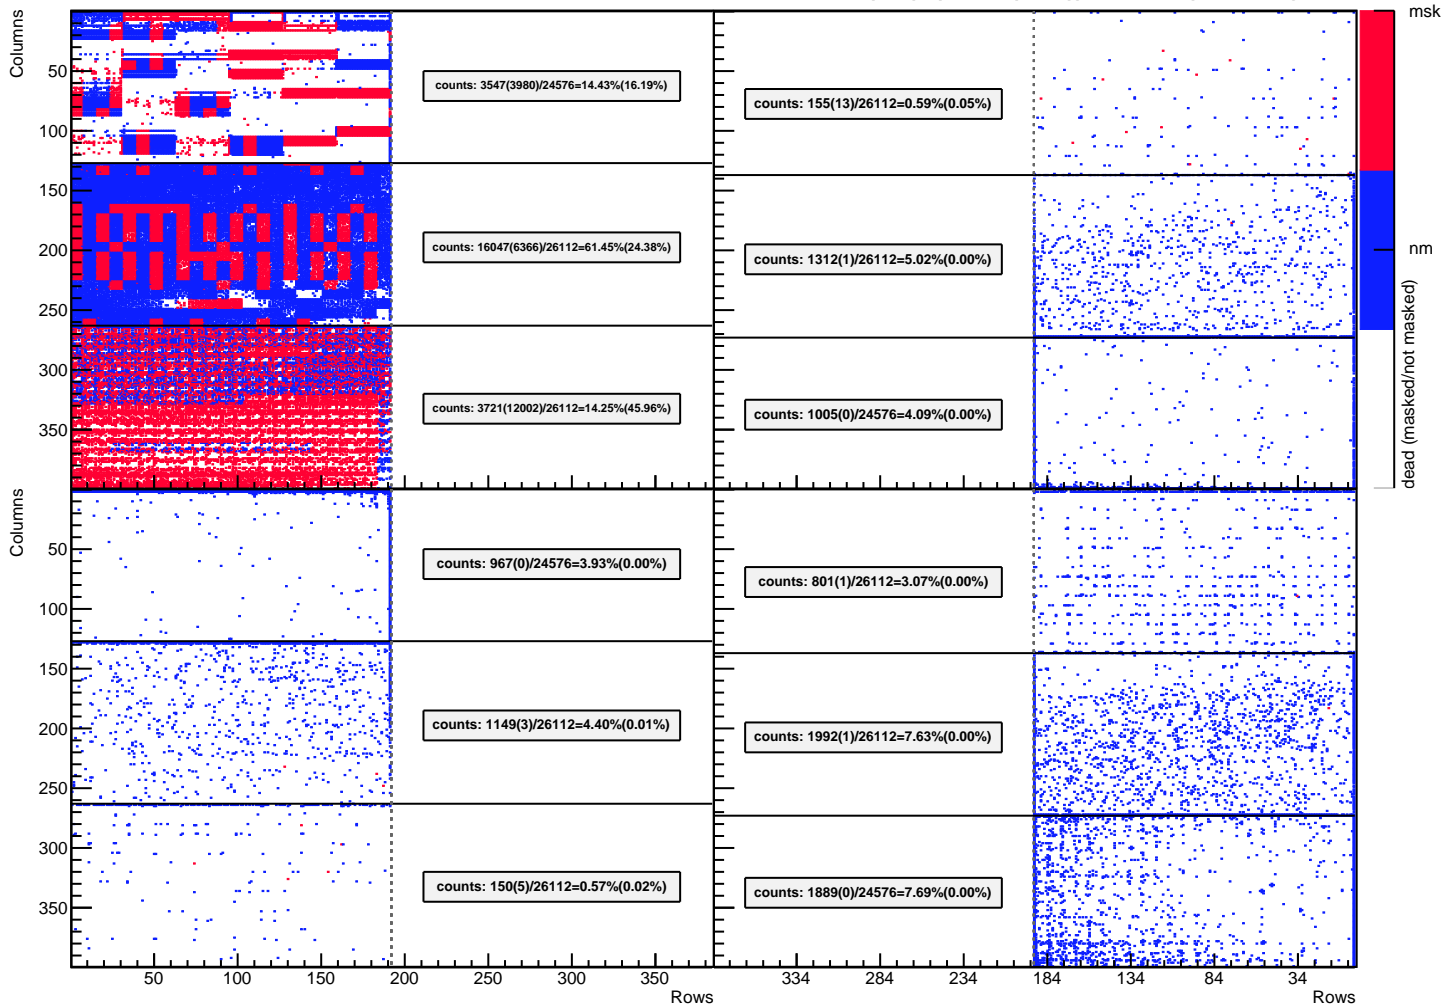 Columns
50
100
150
200
250
300
350
counts: 3547(3980)/24576=14.43%(16.19%)
counts: 16047(6366)/26112=61.45%(24.38%)
counts: 3721(12002)/26112=14.25%(45.96%)
counts: 155(13)/26112=0.59%(0.05%)
counts: 1312(1)/26112=5.02%(0.00%)
counts: 1005(0)/24576=4.09%(0.00%)
msk
nm
dead (masked/not masked)
Columns
50
100
150
200
250
300
350
counts: 967(0)/24576=3.93%(0.00%)
counts: 1149(3)/26112=4.40%(0.01%)
counts: 150(5)/26112=0.57%(0.02%)
counts: 801(1)/26112=3.07%(0.00%)
counts: 1992(1)/26112=7.63%(0.00%)
counts: 1889(0)/24576=7.69%(0.00%)
50 100 150 200 250 300 350
Rows
334 284 234 184 134 84 34
Rows